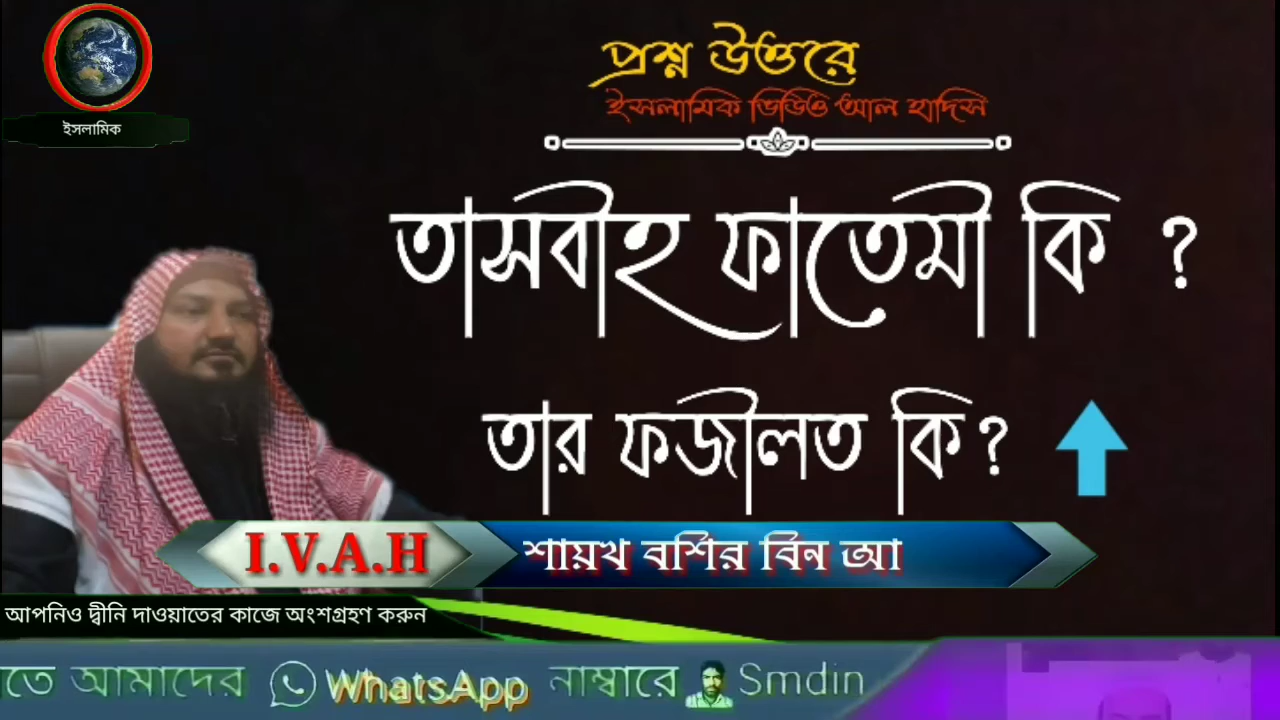 প্রশ্ন উত্তরে
ইসলামিক ভিডিও আল হাদিস
ইসলামিক
তাসবীহ ফাতেমী কি ?
তার ফজীলত কি ?
I.V.A.H
শায়খ বশির বিন আ
আপনিও দ্বীনি দাওয়াতের কাজে অংশগ্রহণ করুন
তে আমাদের WhatsApp নাম্বারে Smdin